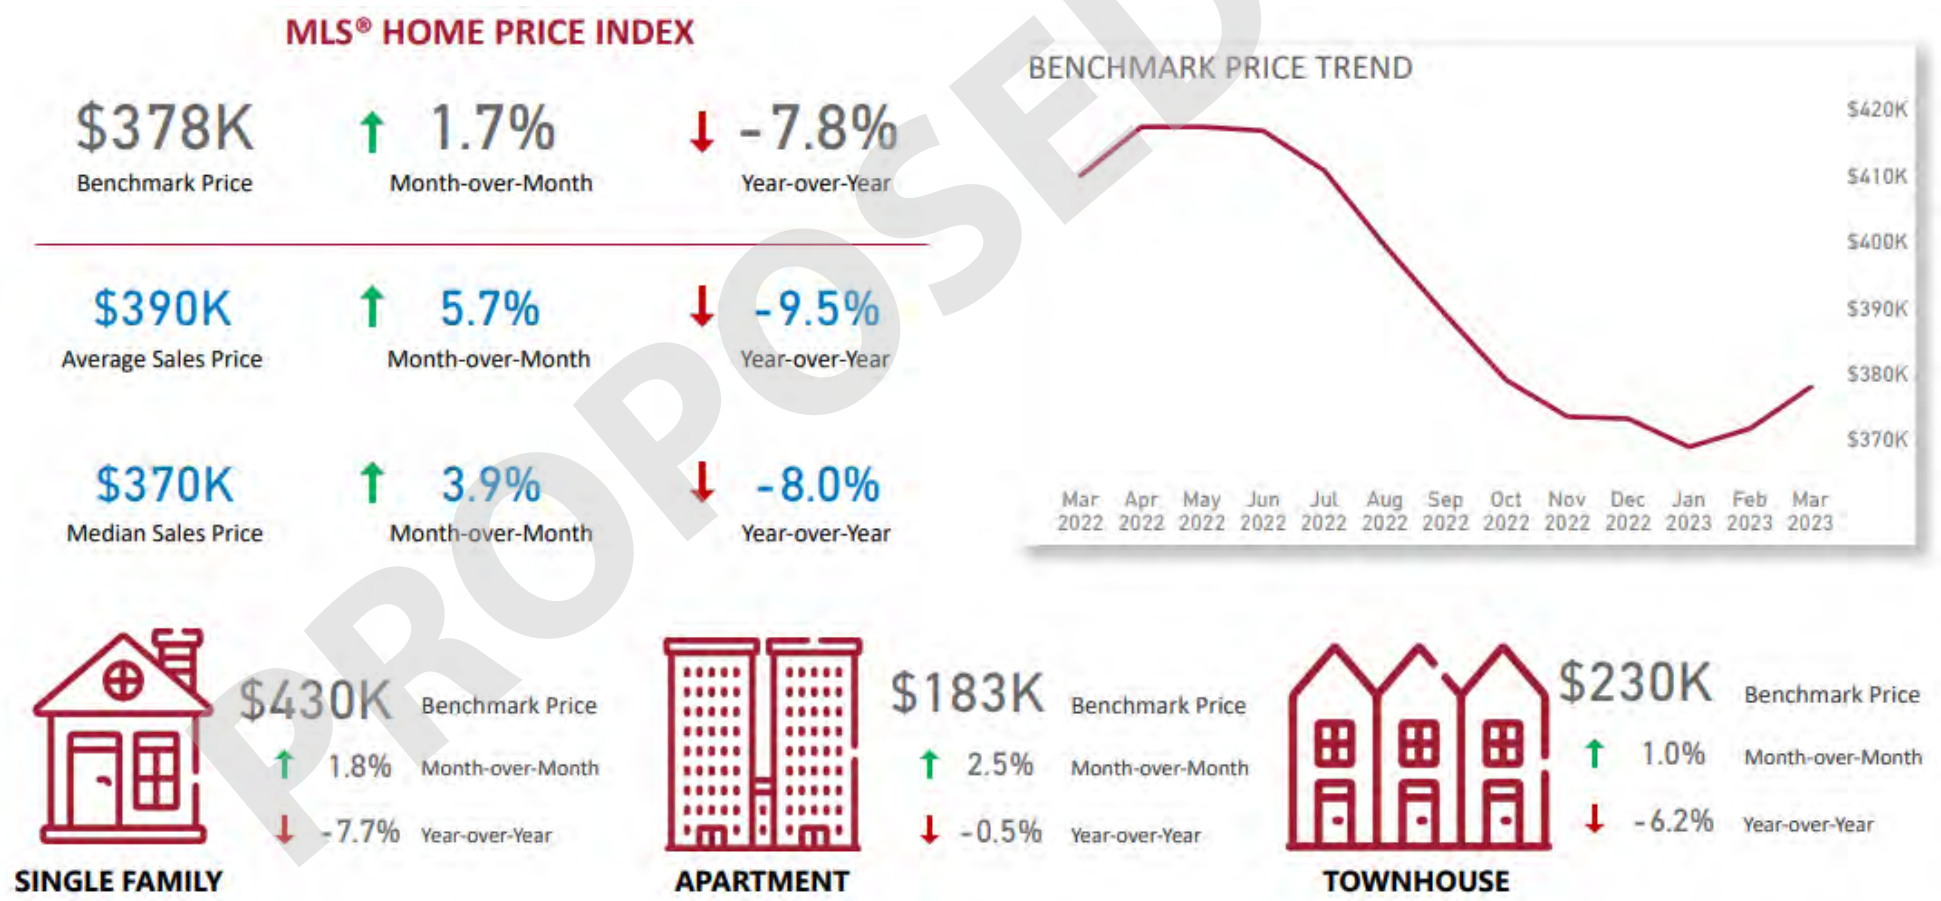 MLS® HOME PRICE INDEX
$378K 1.7% -7.8%
Benchmark Price Month-over-Month Year-over-Year
$390K 5.7% -9.5%
Average Sales Price Month-over-Month Year-over-Year
$370K 3.9% -8.0%
Median Sales Price Month-over-Month Year-over-Year
BENCHMARK PRICE TREND
$420K
$410K
$400K
$390K
$380K
$370K
Mar Apr May Jun Jul Aug Sep Oct Nov Dec Jan Feb Mar
2022 2022 2022 2022 2022 2022 2022 2022 2022 2022 2023 2023 2023
$430K Benchmark Price
1.8% Month-over-Month
-7.7% Year-over-Year
SINGLE FAMILY
$183K Benchmark Price
2.5% Month-over-Month
-0.5% Year-over-Year
APARTMENT
$230K Benchmark Price
1.0% Month-over-Month
-6.2% Year-over-Year
TOWNHOUSE
PROPOSED